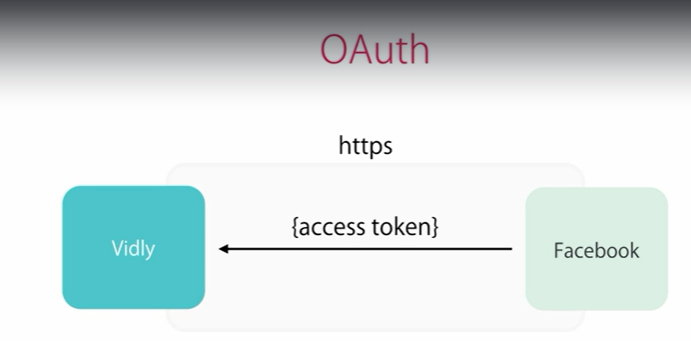 OAuth
https
{access token}
Vidly
Facebook